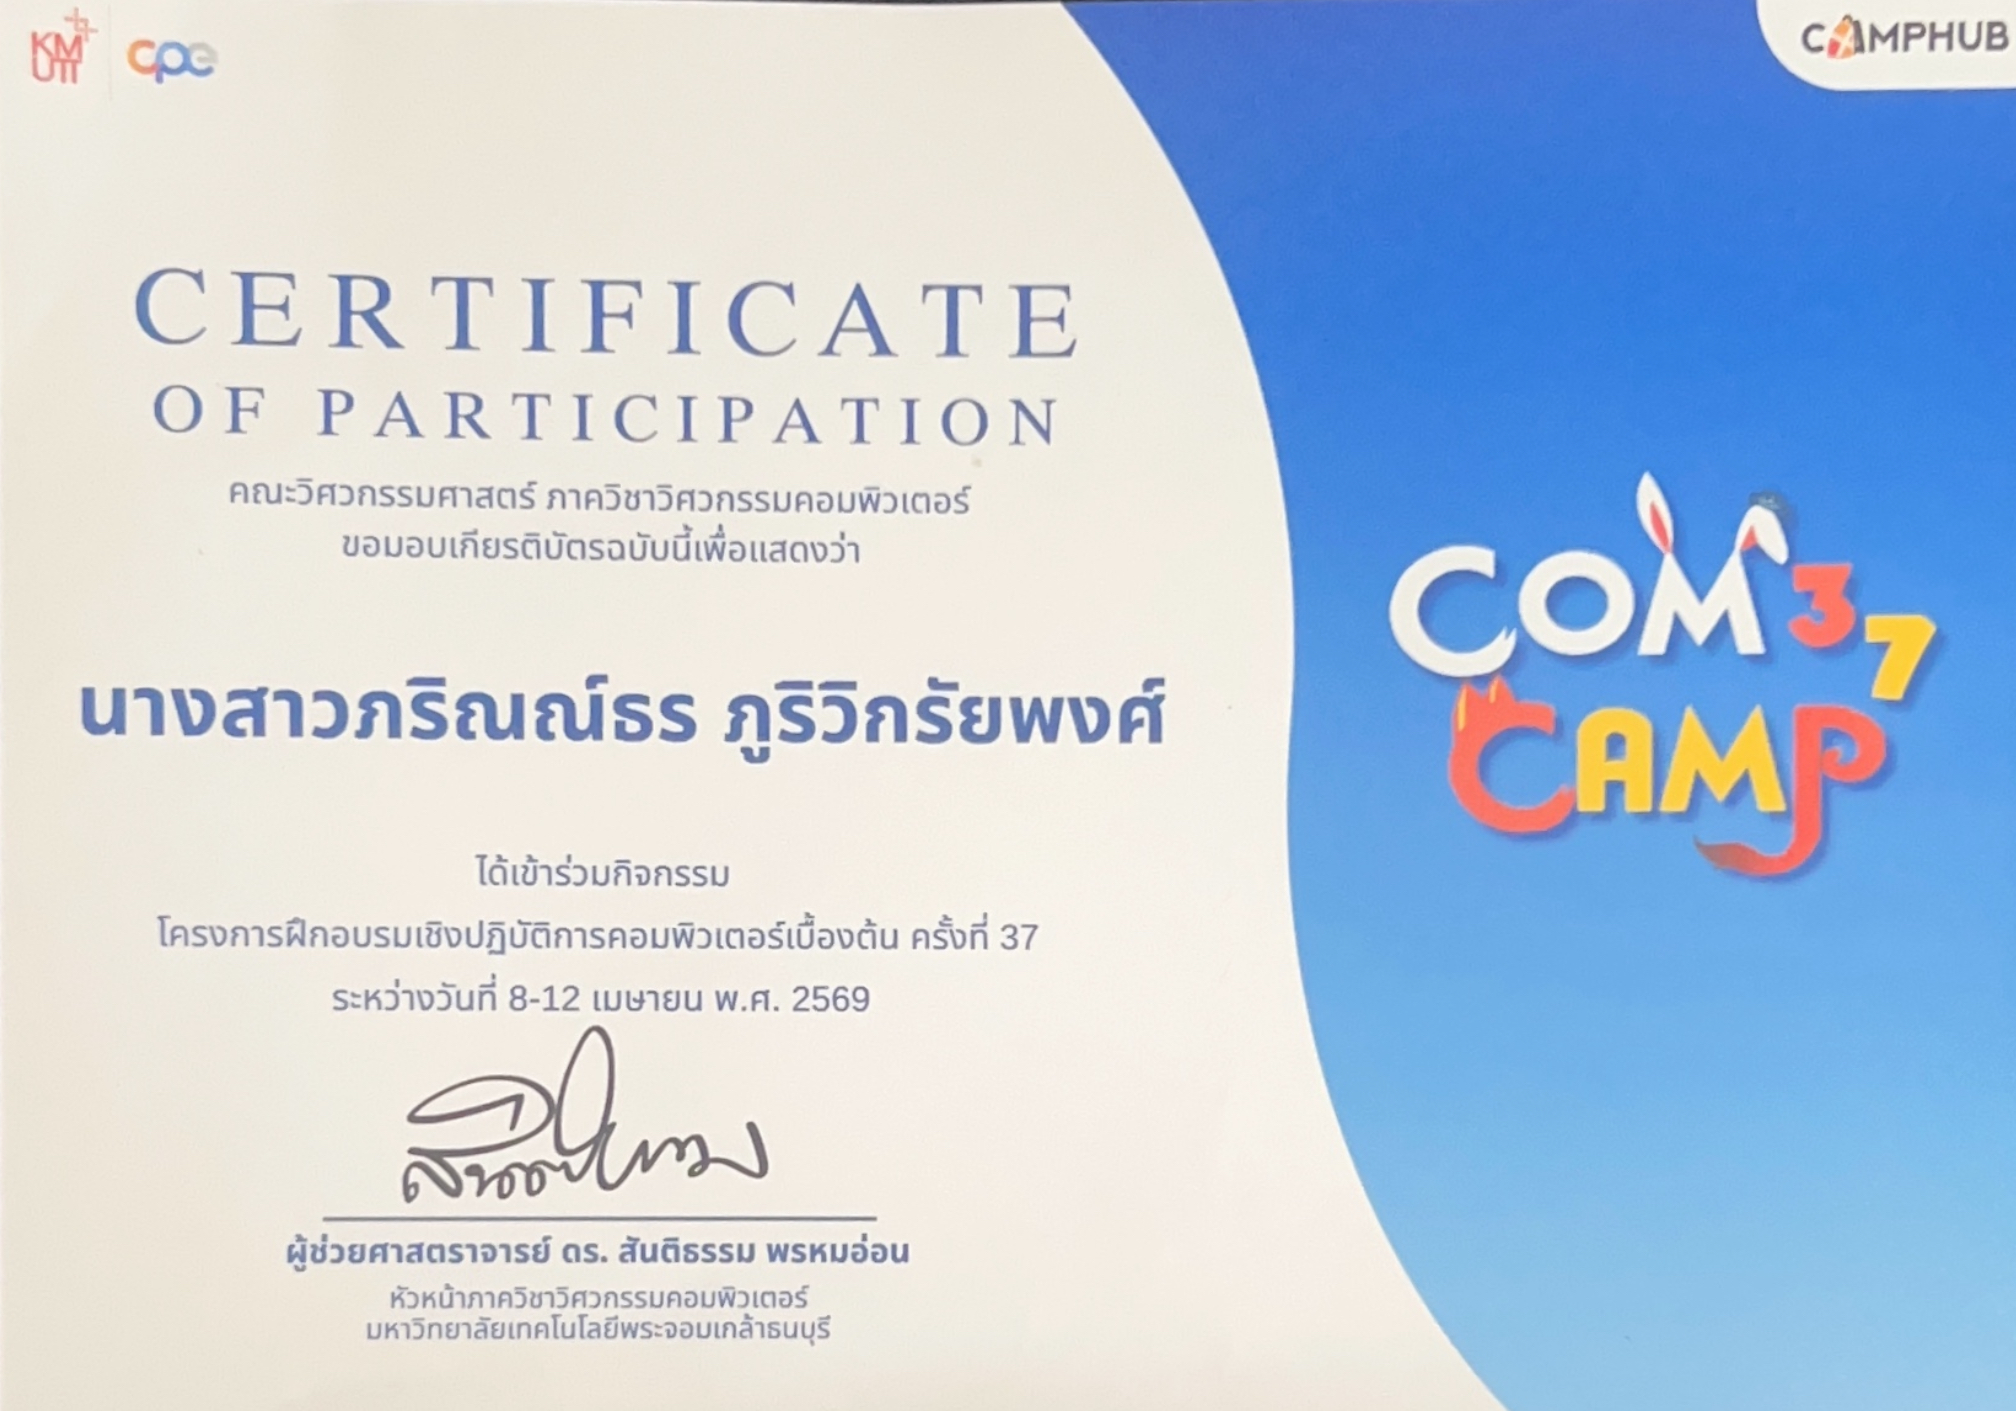 KMUTT
cpe
CAMPHUB
CERTIFICATE
OF PARTICIPATION
คณะวิศวกรรมศาสตร์ ภาควิชาวิศวกรรมคอมพิวเตอร์
ขอมอบเกียรติบัตรฉบับนี้เพื่อแสดงว่า
นางสาวภริณณ์ธร ภูริวิกรัยพงศ์
COM 37
CAMP
ได้เข้าร่วมกิจกรรม
โครงการฝึกอบรมเชิงปฏิบัติการคอมพิวเตอร์เบื้องต้น ครั้งที่ 37
ระหว่างวันที่ 8-12 เมษายน พ.ศ. 2569
ผู้ช่วยศาสตราจารย์ ดร. สันติธรรม พรหมอ่อน
หัวหน้าภาควิชาวิศวกรรมคอมพิวเตอร์
มหาวิทยาลัยเทคโนโลยีพระจอมเกล้าธนบุรี